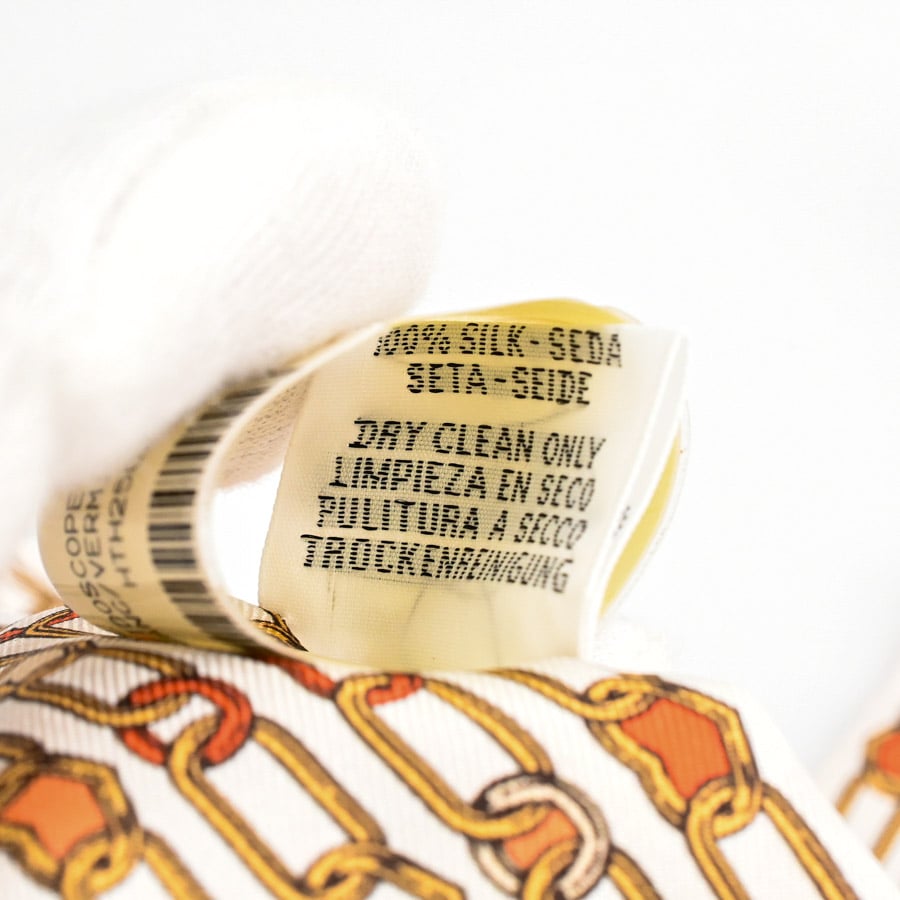 100% SILK - SEDA
SETA - SEIDE
DRY CLEAN ONLY
LIMPIEZA EN SECO
PULITURA A SECCO
TROCKENREINIGUNG